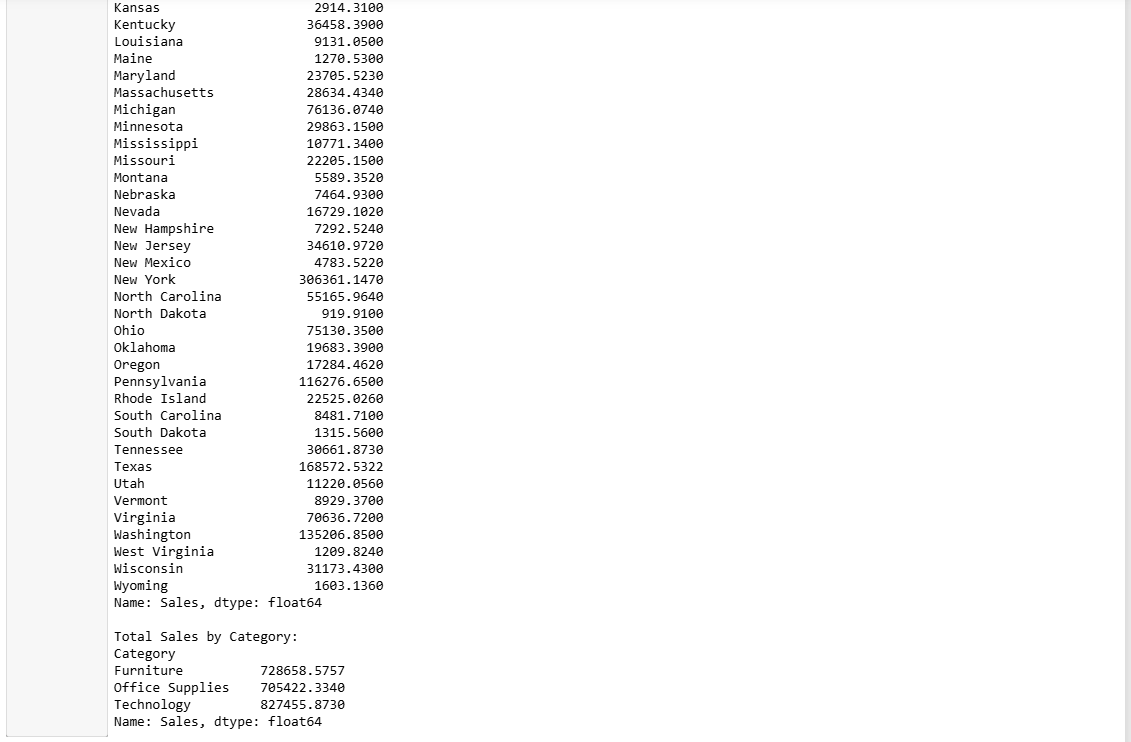 Kansas                    2914.3100
Kentucky                 36458.3900
Louisiana                 9131.0500
Maine                     1270.5300
Maryland                 23705.5230
Massachusetts            28634.4340
Michigan                 76136.0740
Minnesota                29863.1500
Mississippi              10771.3400
Missouri                 22205.1500
Montana                   5589.3520
Nebraska                  7464.9300
Nevada                   16729.1020
New Hampshire             7292.5240
New Jersey               34610.9720
New Mexico                4783.5220
New York                306361.1470
North Carolina           55165.9640
North Dakota               919.9100
Ohio                     75130.3500
Oklahoma                 19683.3900
Oregon                   17284.4620
Pennsylvania            116276.6500
Rhode Island             22525.0260
South Carolina            8481.7100
South Dakota              1315.5600
Tennessee                30661.8730
Texas                   168572.5322
Utah                     11220.0560
Vermont                   8929.3700
Virginia                 70636.7200
Washington              135206.8500
West Virginia             1209.8240
Wisconsin                31173.4300
Wyoming                   1603.1360
Name: Sales, dtype: float64

Total Sales by Category:
Category
Furniture          728658.5757
Office Supplies    705422.3340
Technology         827455.8730
Name: Sales, dtype: float64